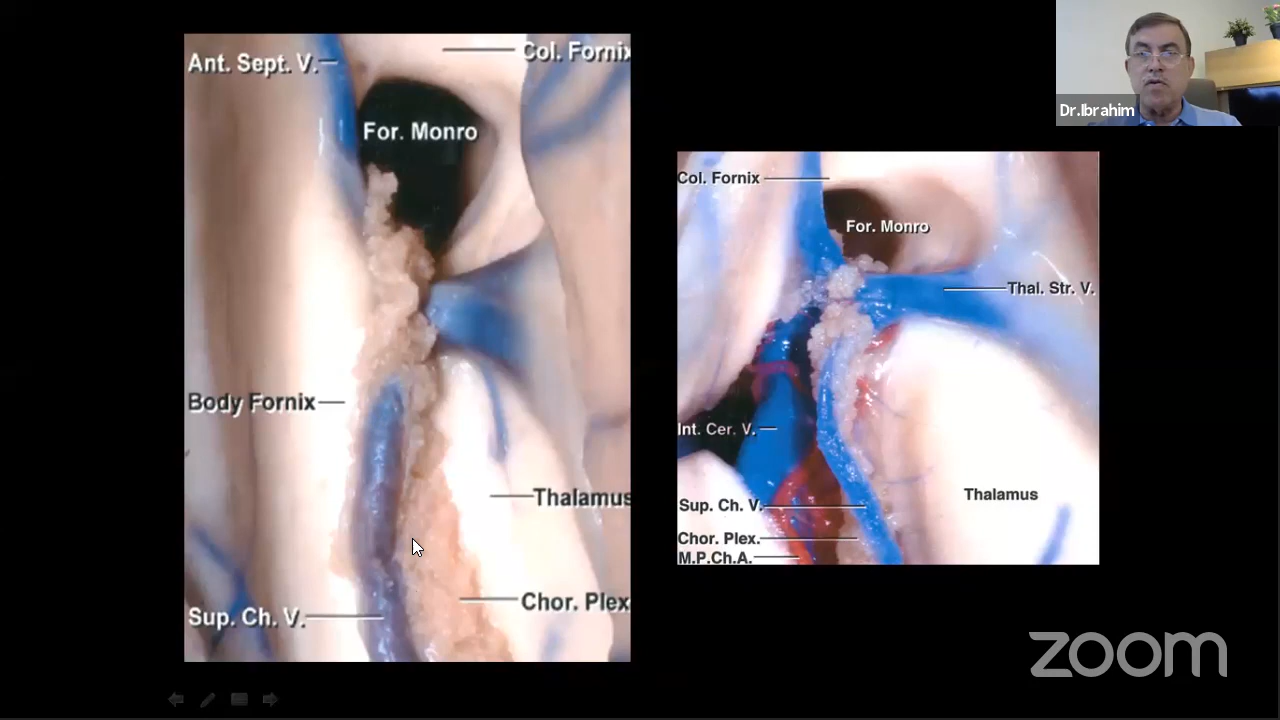 Ant. Sept. V.
Col. Fornix
For. Monro
Body Fornix
Thalamus
Chor. Plex
Sup. Ch. V.
Col. Fornix
For. Monro
Thal. Str. V.
Int. Cer. V.
Thalamus
Sup. Ch. V.
Chor. Plex.
M.P.Ch.A.
Dr.Ibrahim
zoom